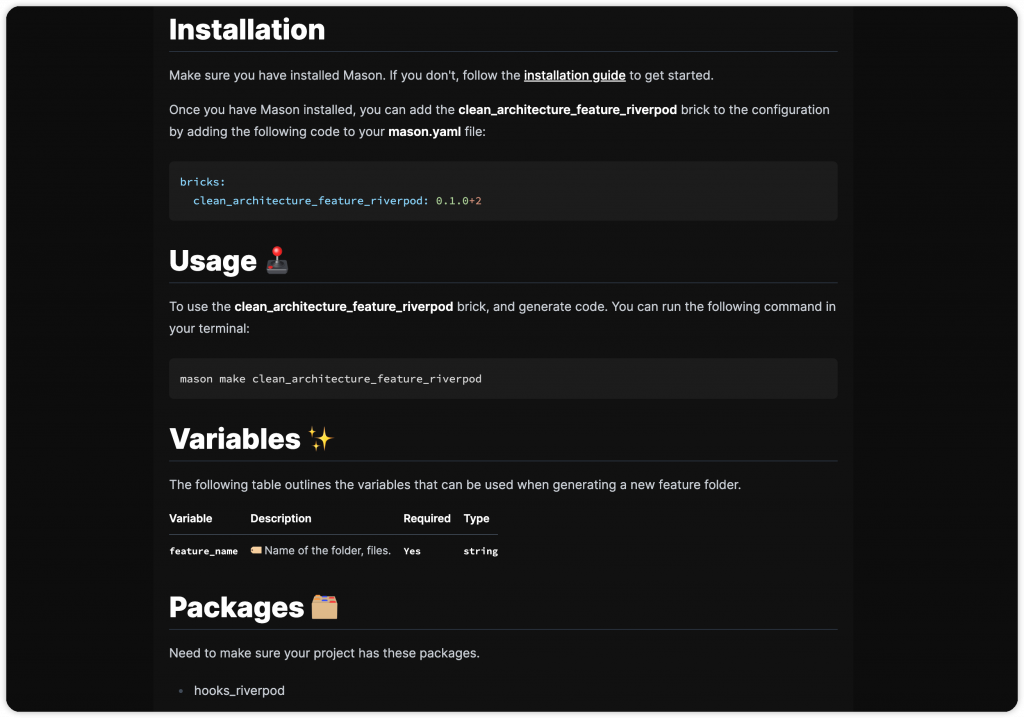 Installation
Make sure you have installed Mason. If you don't, follow the installation guide to get started.
Once you have Mason installed, you can add the clean_architecture_feature_riverpod brick to the configuration
by adding the following code to your mason.yaml file:
bricks:
  clean_architecture_feature_riverpod: 0.1.0+2
Usage 🕹️
To use the clean_architecture_feature_riverpod brick, and generate code. You can run the following command in
your terminal:
mason make clean_architecture_feature_riverpod
Variables ✨
The following table outlines the variables that can be used when generating a new feature folder.
Variable Description Required Type
feature_name 🏷️ Name of the folder, files. Yes string
Packages 🗂️
Need to make sure your project has these packages.
• hooks_riverpod